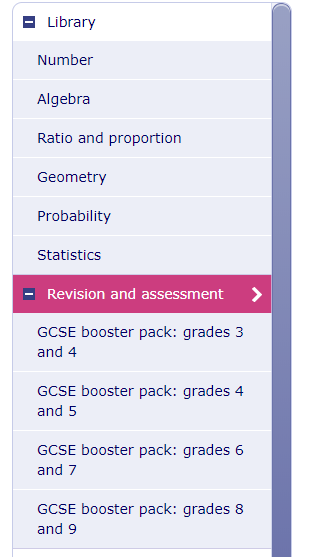 Library
Number
Algebra
Ratio and proportion
Geometry
Probability
Statistics
Revision and assessment
GCSE booster pack: grades 3
and 4
GCSE booster pack: grades 4
and 5
GCSE booster pack: grades 6
and 7
GCSE booster pack: grades 8
and 9